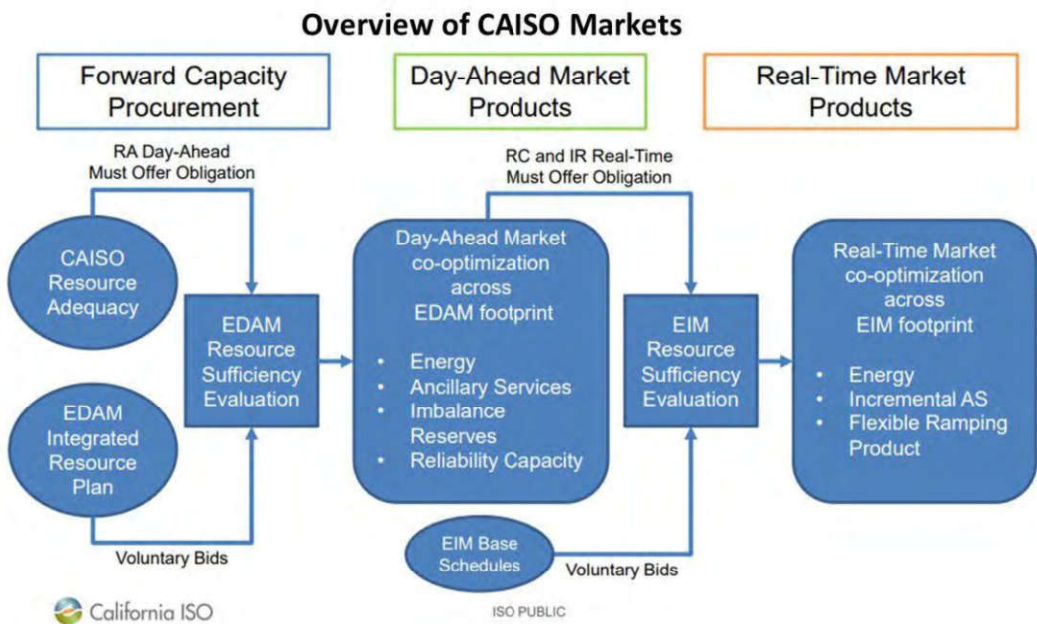 Overview of CAISO Markets
Forward Capacity
Procurement
Day-Ahead Market
Products
Real-Time Market
Products
RA Day-Ahead
Must Offer Obligation
RC and IR Real-Time
Must Offer Obligation
CAISO
Resource
Adequacy
EDAM
Integrated
Resource
Plan
EDAM
Resource
Sufficiency
Evaluation
Voluntary Bids
Day-Ahead Market
co-optimization
across
EDAM footprint
• Energy
• Ancillary Services
• Imbalance
Reserves
• Reliability Capacity
EIM
Resource
Sufficiency
Evaluation
EIM Base
Schedules
Voluntary Bids
Real-Time Market
co-optimization
across
EIM footprint
• Energy
• Incremental AS
• Flexible Ramping
Product
California ISO
ISO PUBLIC